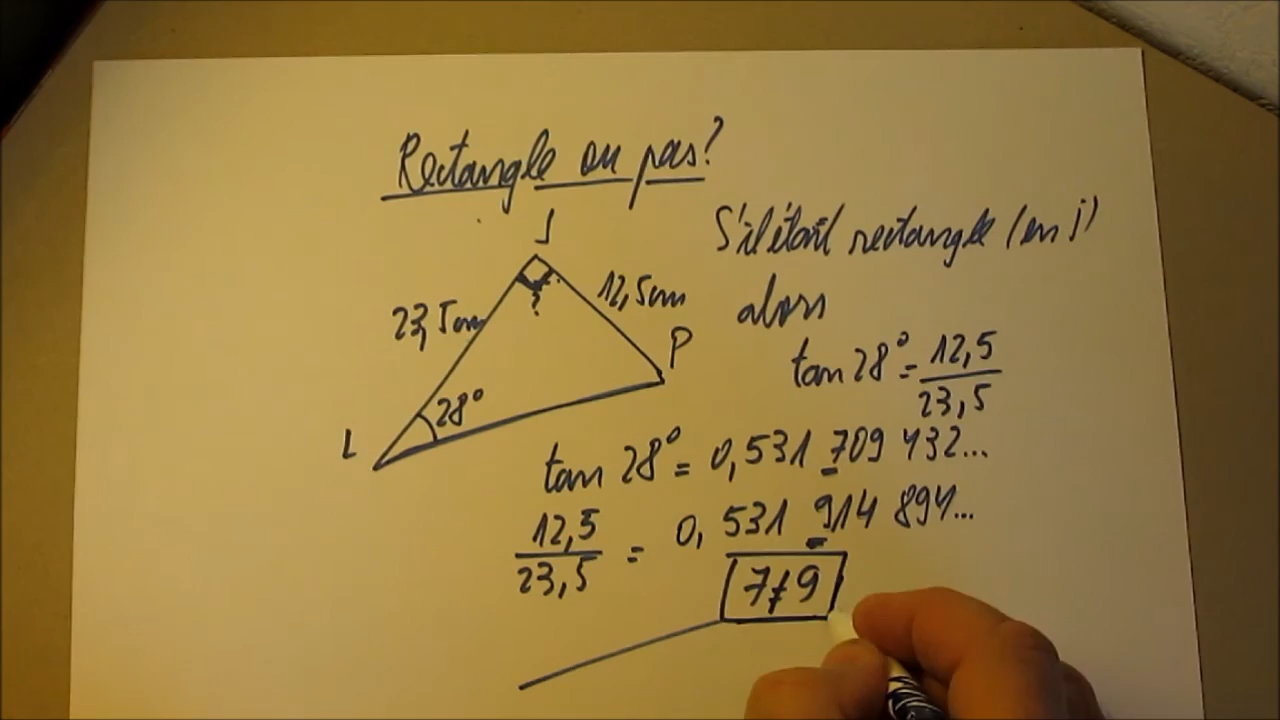 Rectangle ou pas?
J
S'il était rectangle (en J)
23,5cm
12,5cm
?
alors
P
tan 28° = 12,5 / 23,5
L
28°
tan 28° = 0,531 709 432...
12,5 / 23,5 = 0,531 914 894...
7≠9